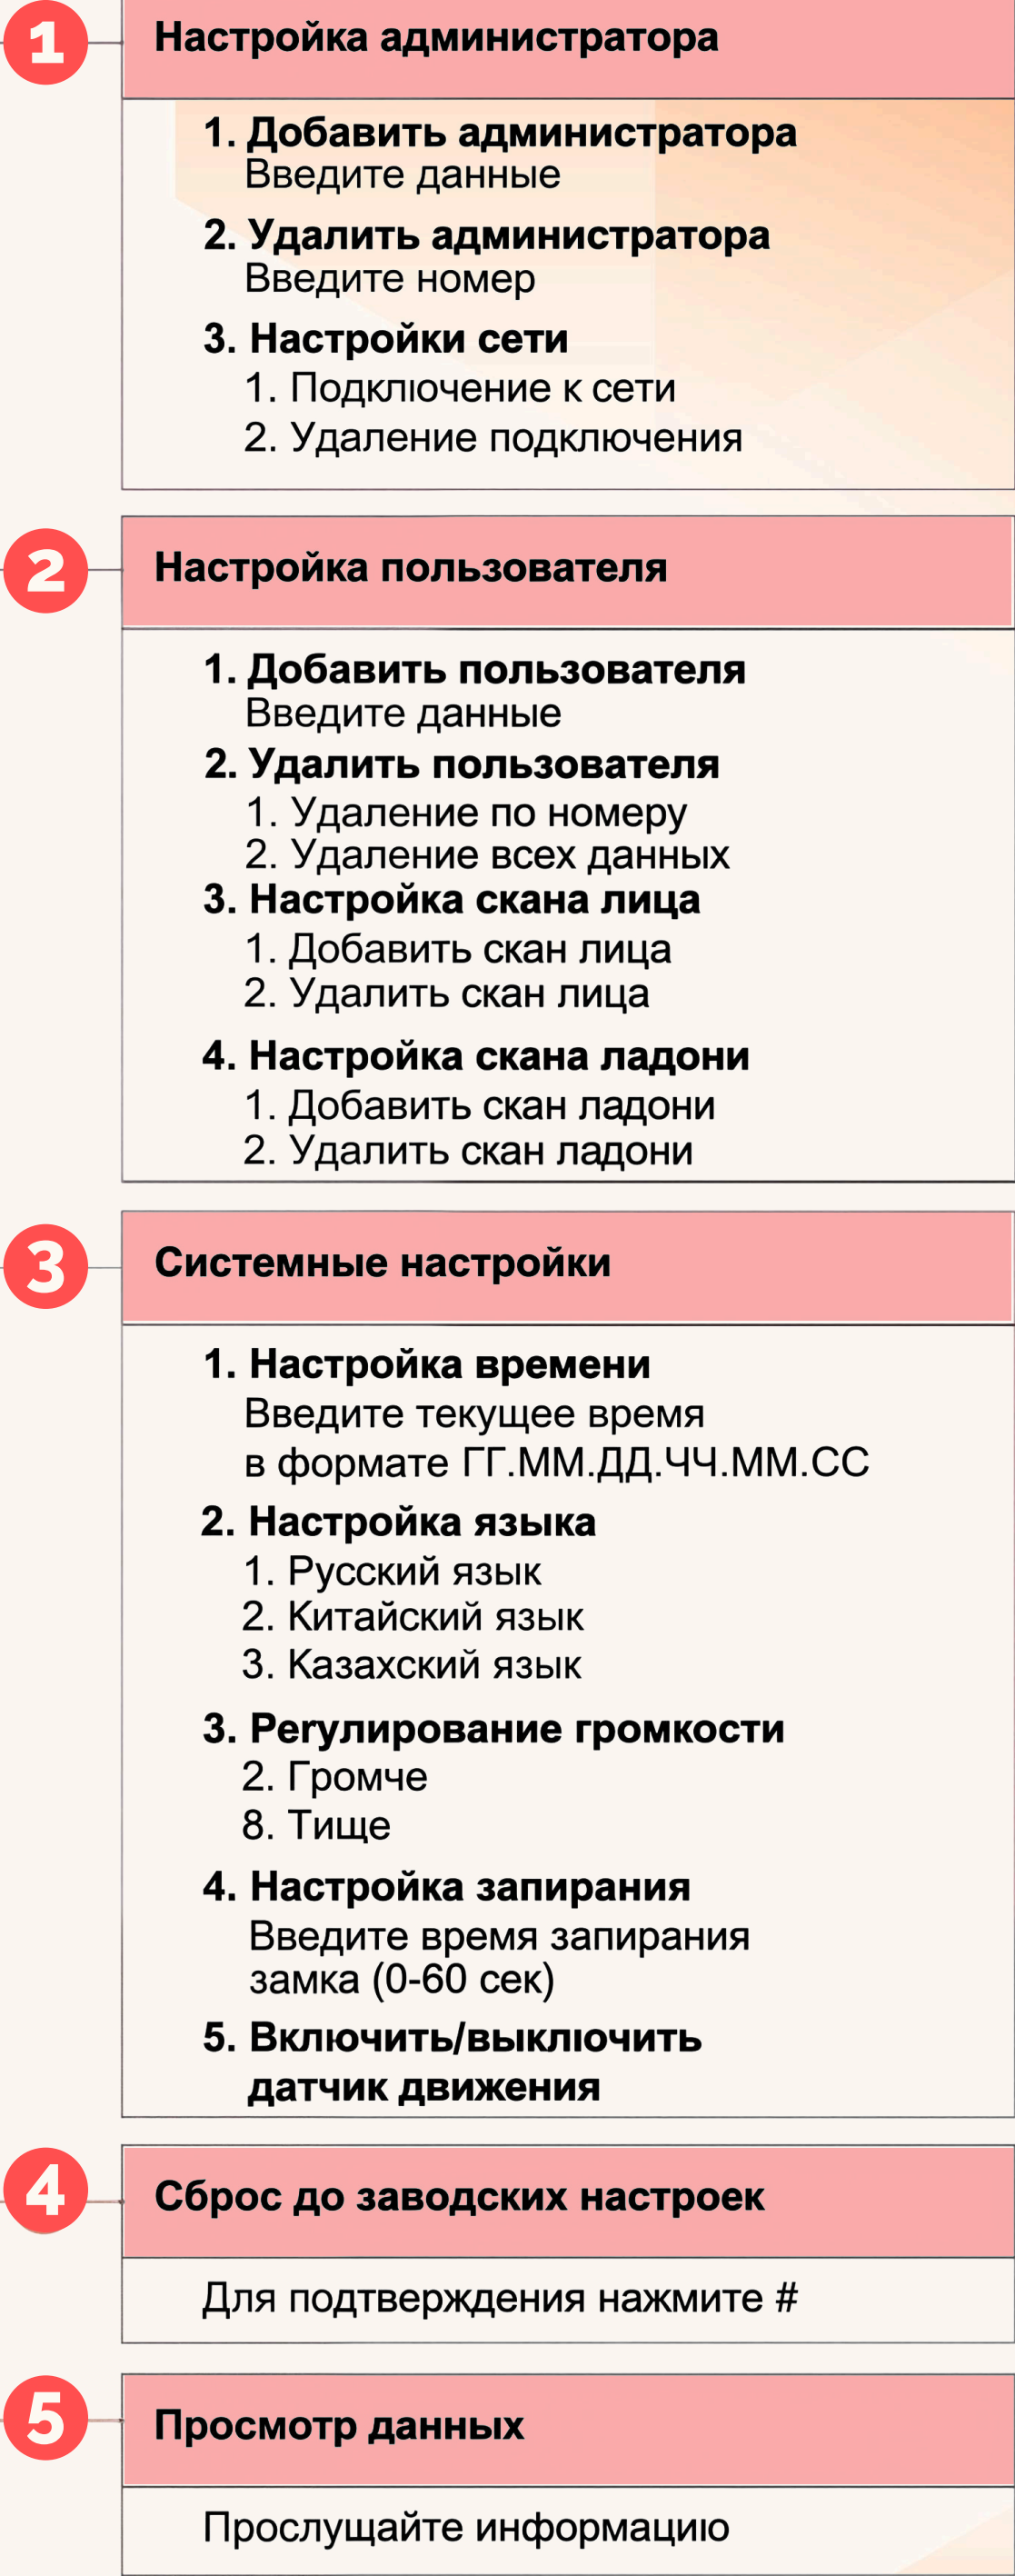 1
Настройка администратора
1. Добавить администратора
Введите данные
2. Удалить администратора
Введите номер
3. Настройки сети
1. Подключение к сети
2. Удаление подключения
2
Настройка пользователя
1. Добавить пользователя
Введите данные
2. Удалить пользователя
1. Удаление по номеру
2. Удаление всех данных
3. Настройка скана лица
1. Добавить скан лица
2. Удалить скан лица
4. Настройка скана ладони
1. Добавить скан ладони
2. Удалить скан ладони
3
Системные настройки
1. Настройка времени
Введите текущее время
в формате ГГ.ММ.ДД.ЧЧ.ММ.СС
2. Настройка языка
1. Русский язык
2. Китайский язык
3. Казахский язык
3. Регулирование громкости
2. Громче
8. Тище
4. Настройка запирания
Введите время запирания
замка (0-60 сек)
5. Включить/выключить
датчик движения
4
Сброс до заводских настроек
Для подтверждения нажмите #
5
Просмотр данных
Прослущайте информацию